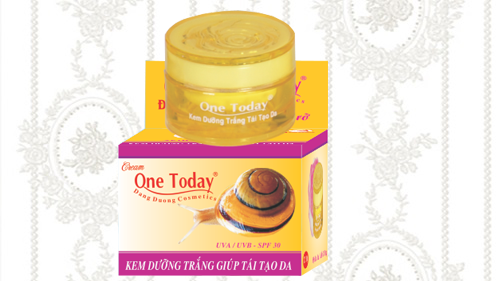 One Today®
Kem Dưỡng Trắng Tái Tạo Da
Cream
One Today®
Dang Duong Cosmetics
UVA / UVB - SPF 30
KEM DƯỠNG TRẮNG GIÚP TÁI TẠO DA